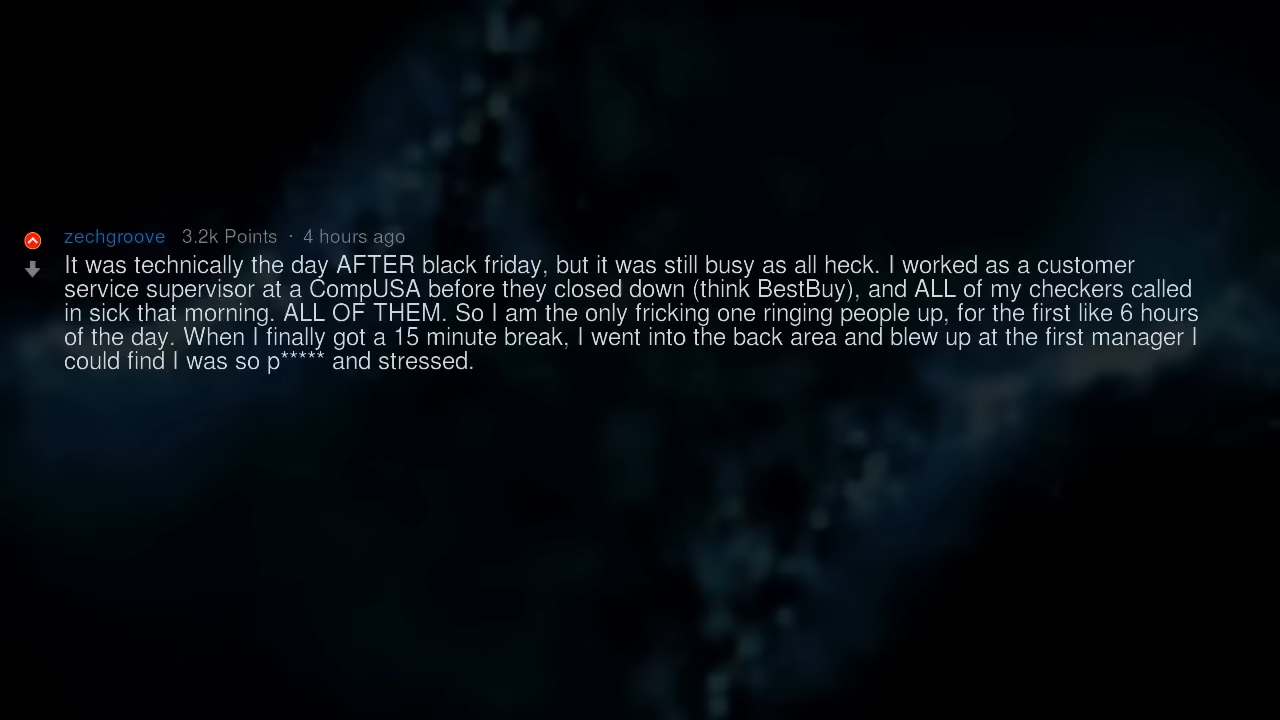 zechgroove 3.2k Points · 4 hours ago
It was technically the day AFTER black friday, but it was still busy as all heck. I worked as a customer
service supervisor at a CompUSA before they closed down (think BestBuy), and ALL of my checkers called
in sick that morning. ALL OF THEM. So I am the only fricking one ringing people up, for the first like 6 hours
of the day. When I finally got a 15 minute break, I went into the back area and blew up at the first manager I
could find I was so p***** and stressed.